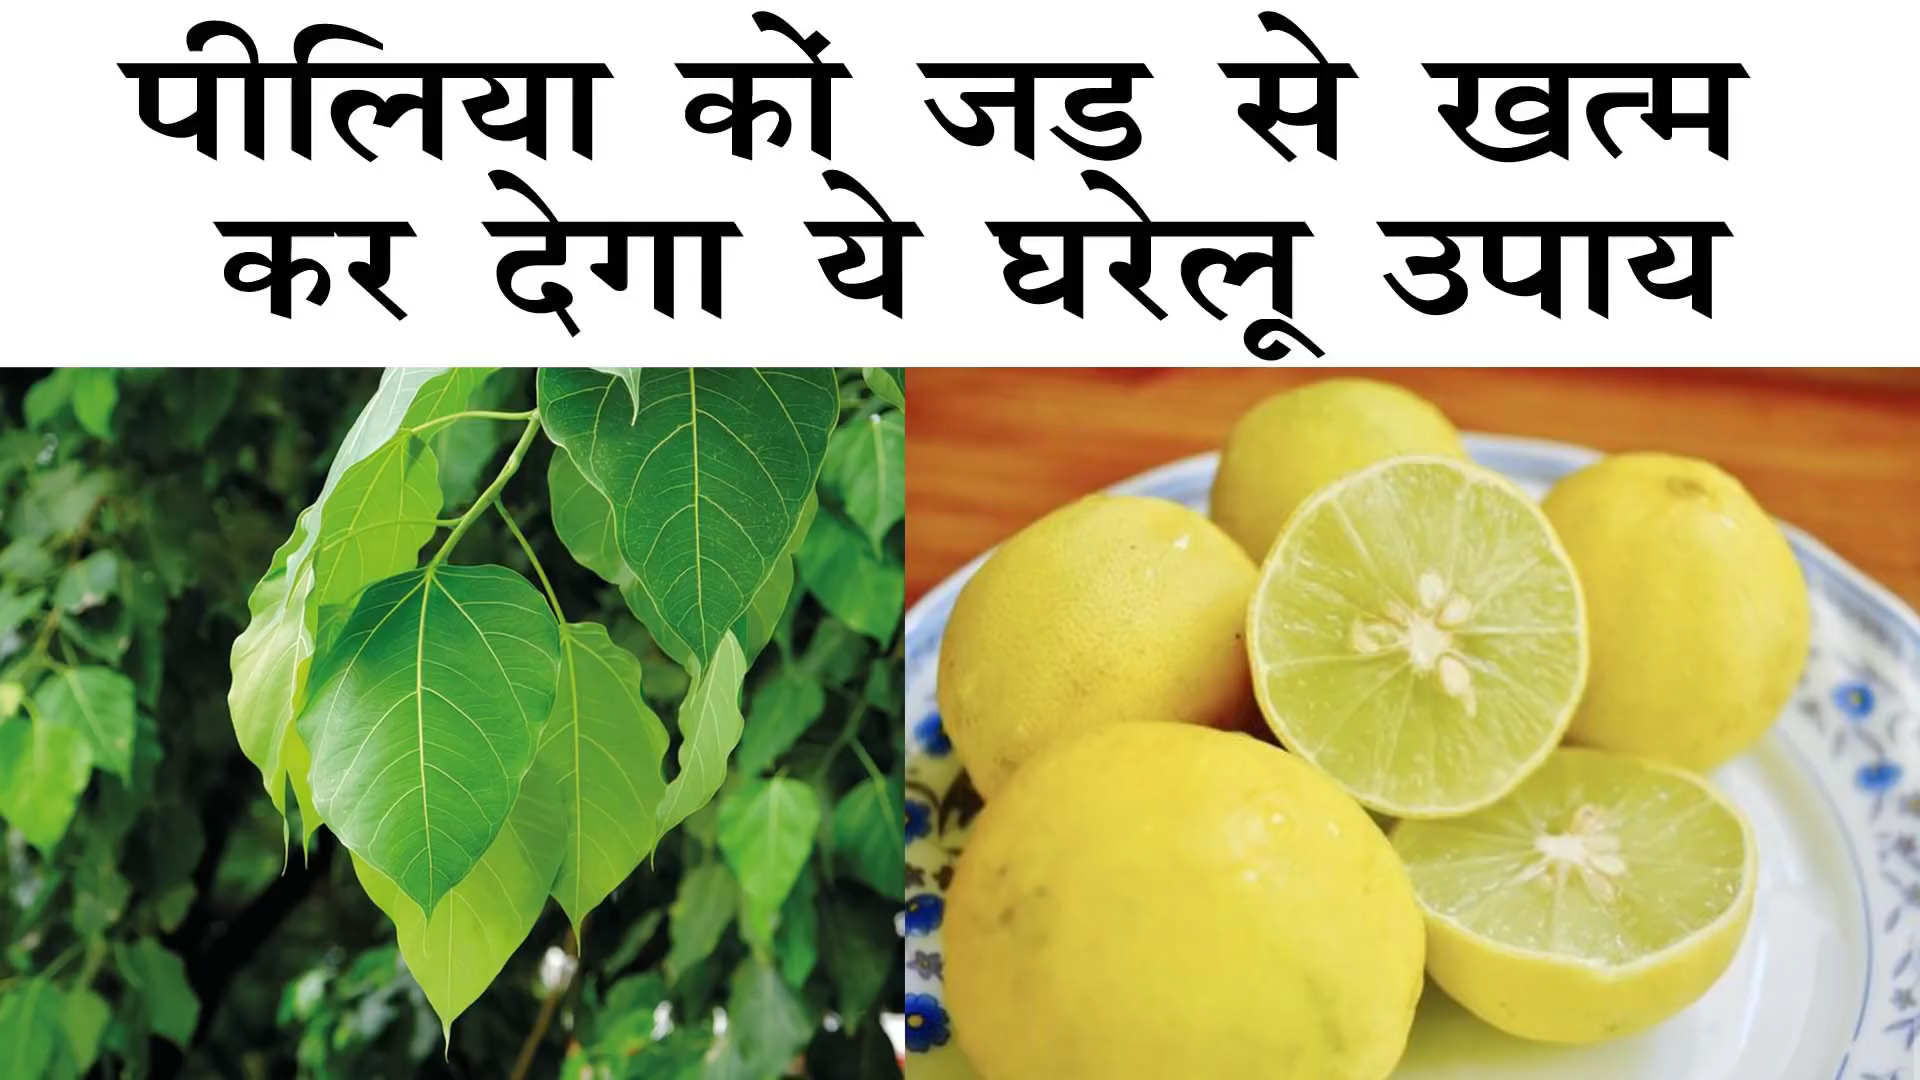 पीलिया कों जड से खत्म
कर देगा ये घरेलू उपाय